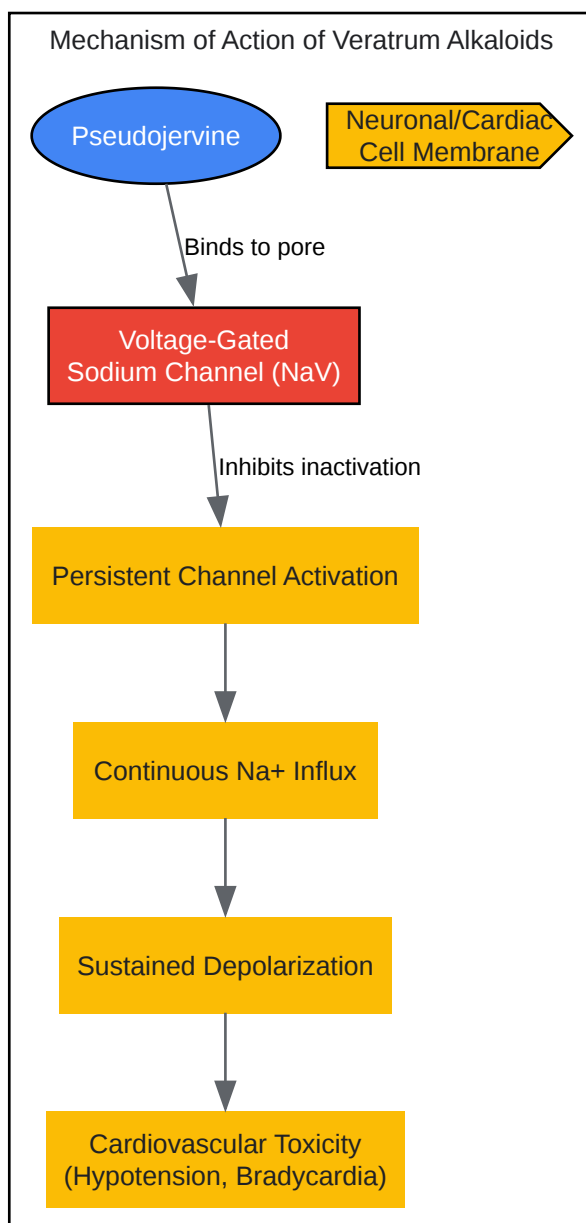 Mechanism of Action of Veratrum Alkaloids
Pseudojervine
Neuronal/Cardiac
Cell Membrane
Binds to pore
Voltage-Gated
Sodium Channel (NaV)
Inhibits inactivation
Persistent Channel Activation
Continuous Na+ Influx
Sustained Depolarization
Cardiovascular Toxicity
(Hypotension, Bradycardia)